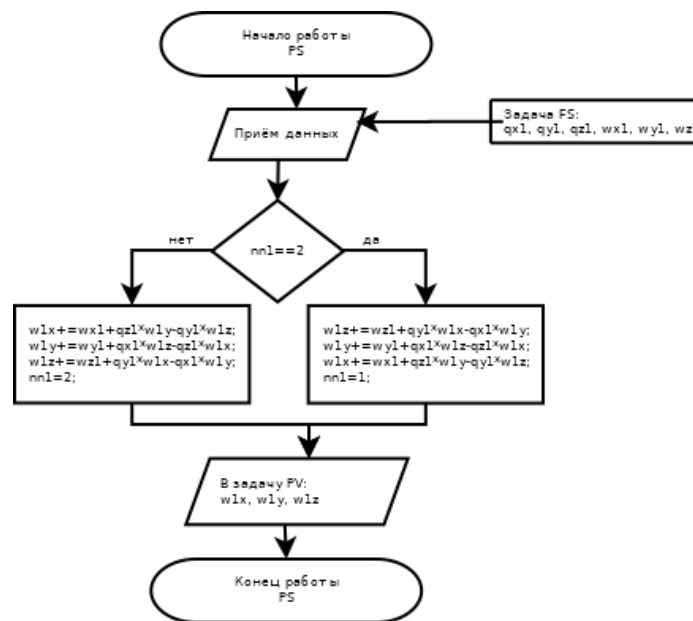 Начало работы
PS
Приём данных
Задача FS:
qx1, qy1, qz1, wx1, wy1, wz
nn1==2
нет
да
w1x+=wx1+qz1*w1y-qy1*w1z;
w1y+=wy1+qx1*w1z-qz1*w1x;
w1z+=wz1+qy1*w1x-qx1*w1y;
nn1=2;
w1z+=wz1+qy1*w1x-qx1*w1y;
w1y+=wy1+qx1*w1z-qz1*w1x;
w1x+=wx1+qz1*w1y-qy1*w1z;
nn1=1;
В задачу PV:
w1x, w1y, w1z
Конец работы
PS